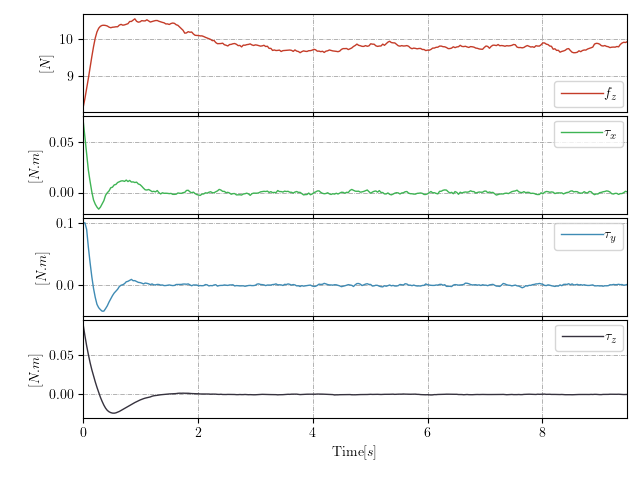 10
9
[N]
f_z
0.05
0.00
[N.m]
τ_x
0.1
0.0
[N.m]
τ_y
0.05
0.00
[N.m]
τ_z
0 2 4 6 8
Time[s]